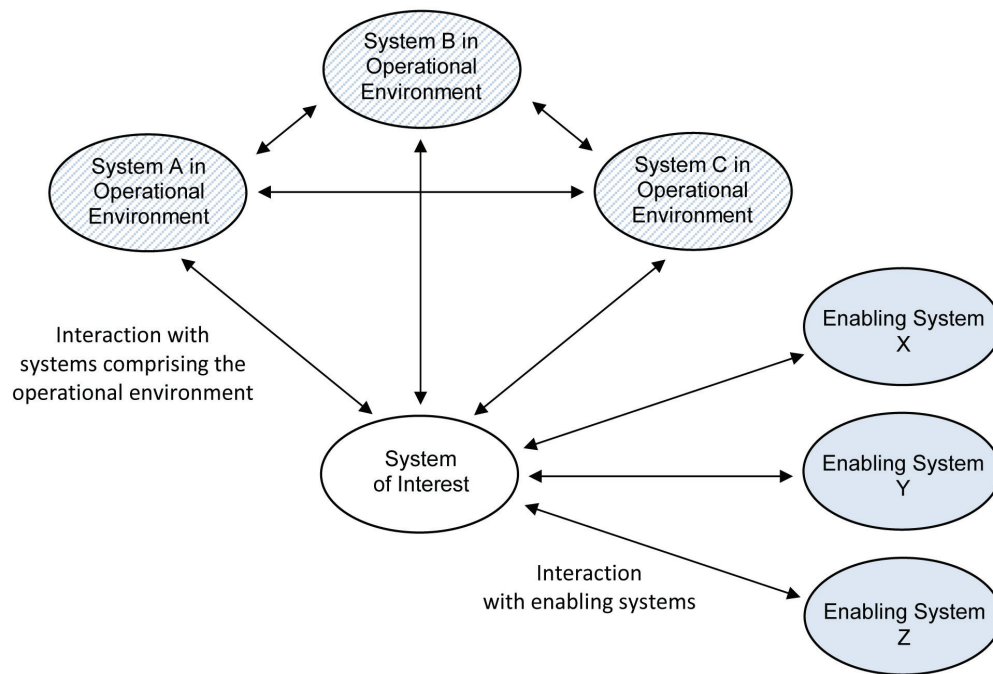 System B in
Operational
Environment
System A in
Operational
Environment
System C in
Operational
Environment
Interaction with
systems comprising the
operational environment
Enabling System
X
System
of Interest
Enabling System
Y
Interaction
with enabling systems
Enabling System
Z